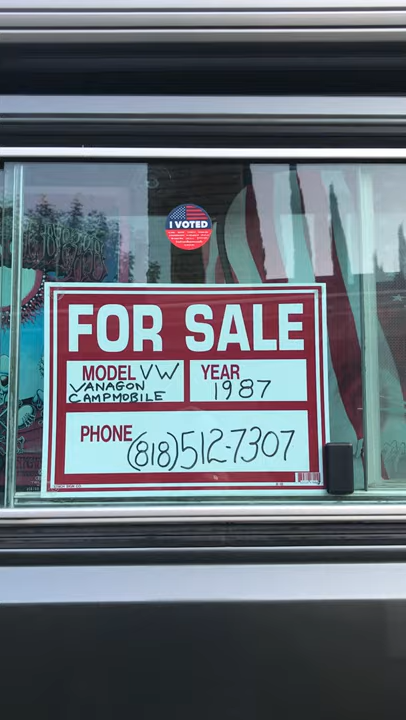 I VOTED
FOR SALE
MODEL VW
VANAGON
CAMPMOBILE
YEAR
1987
PHONE
(818)512-7307